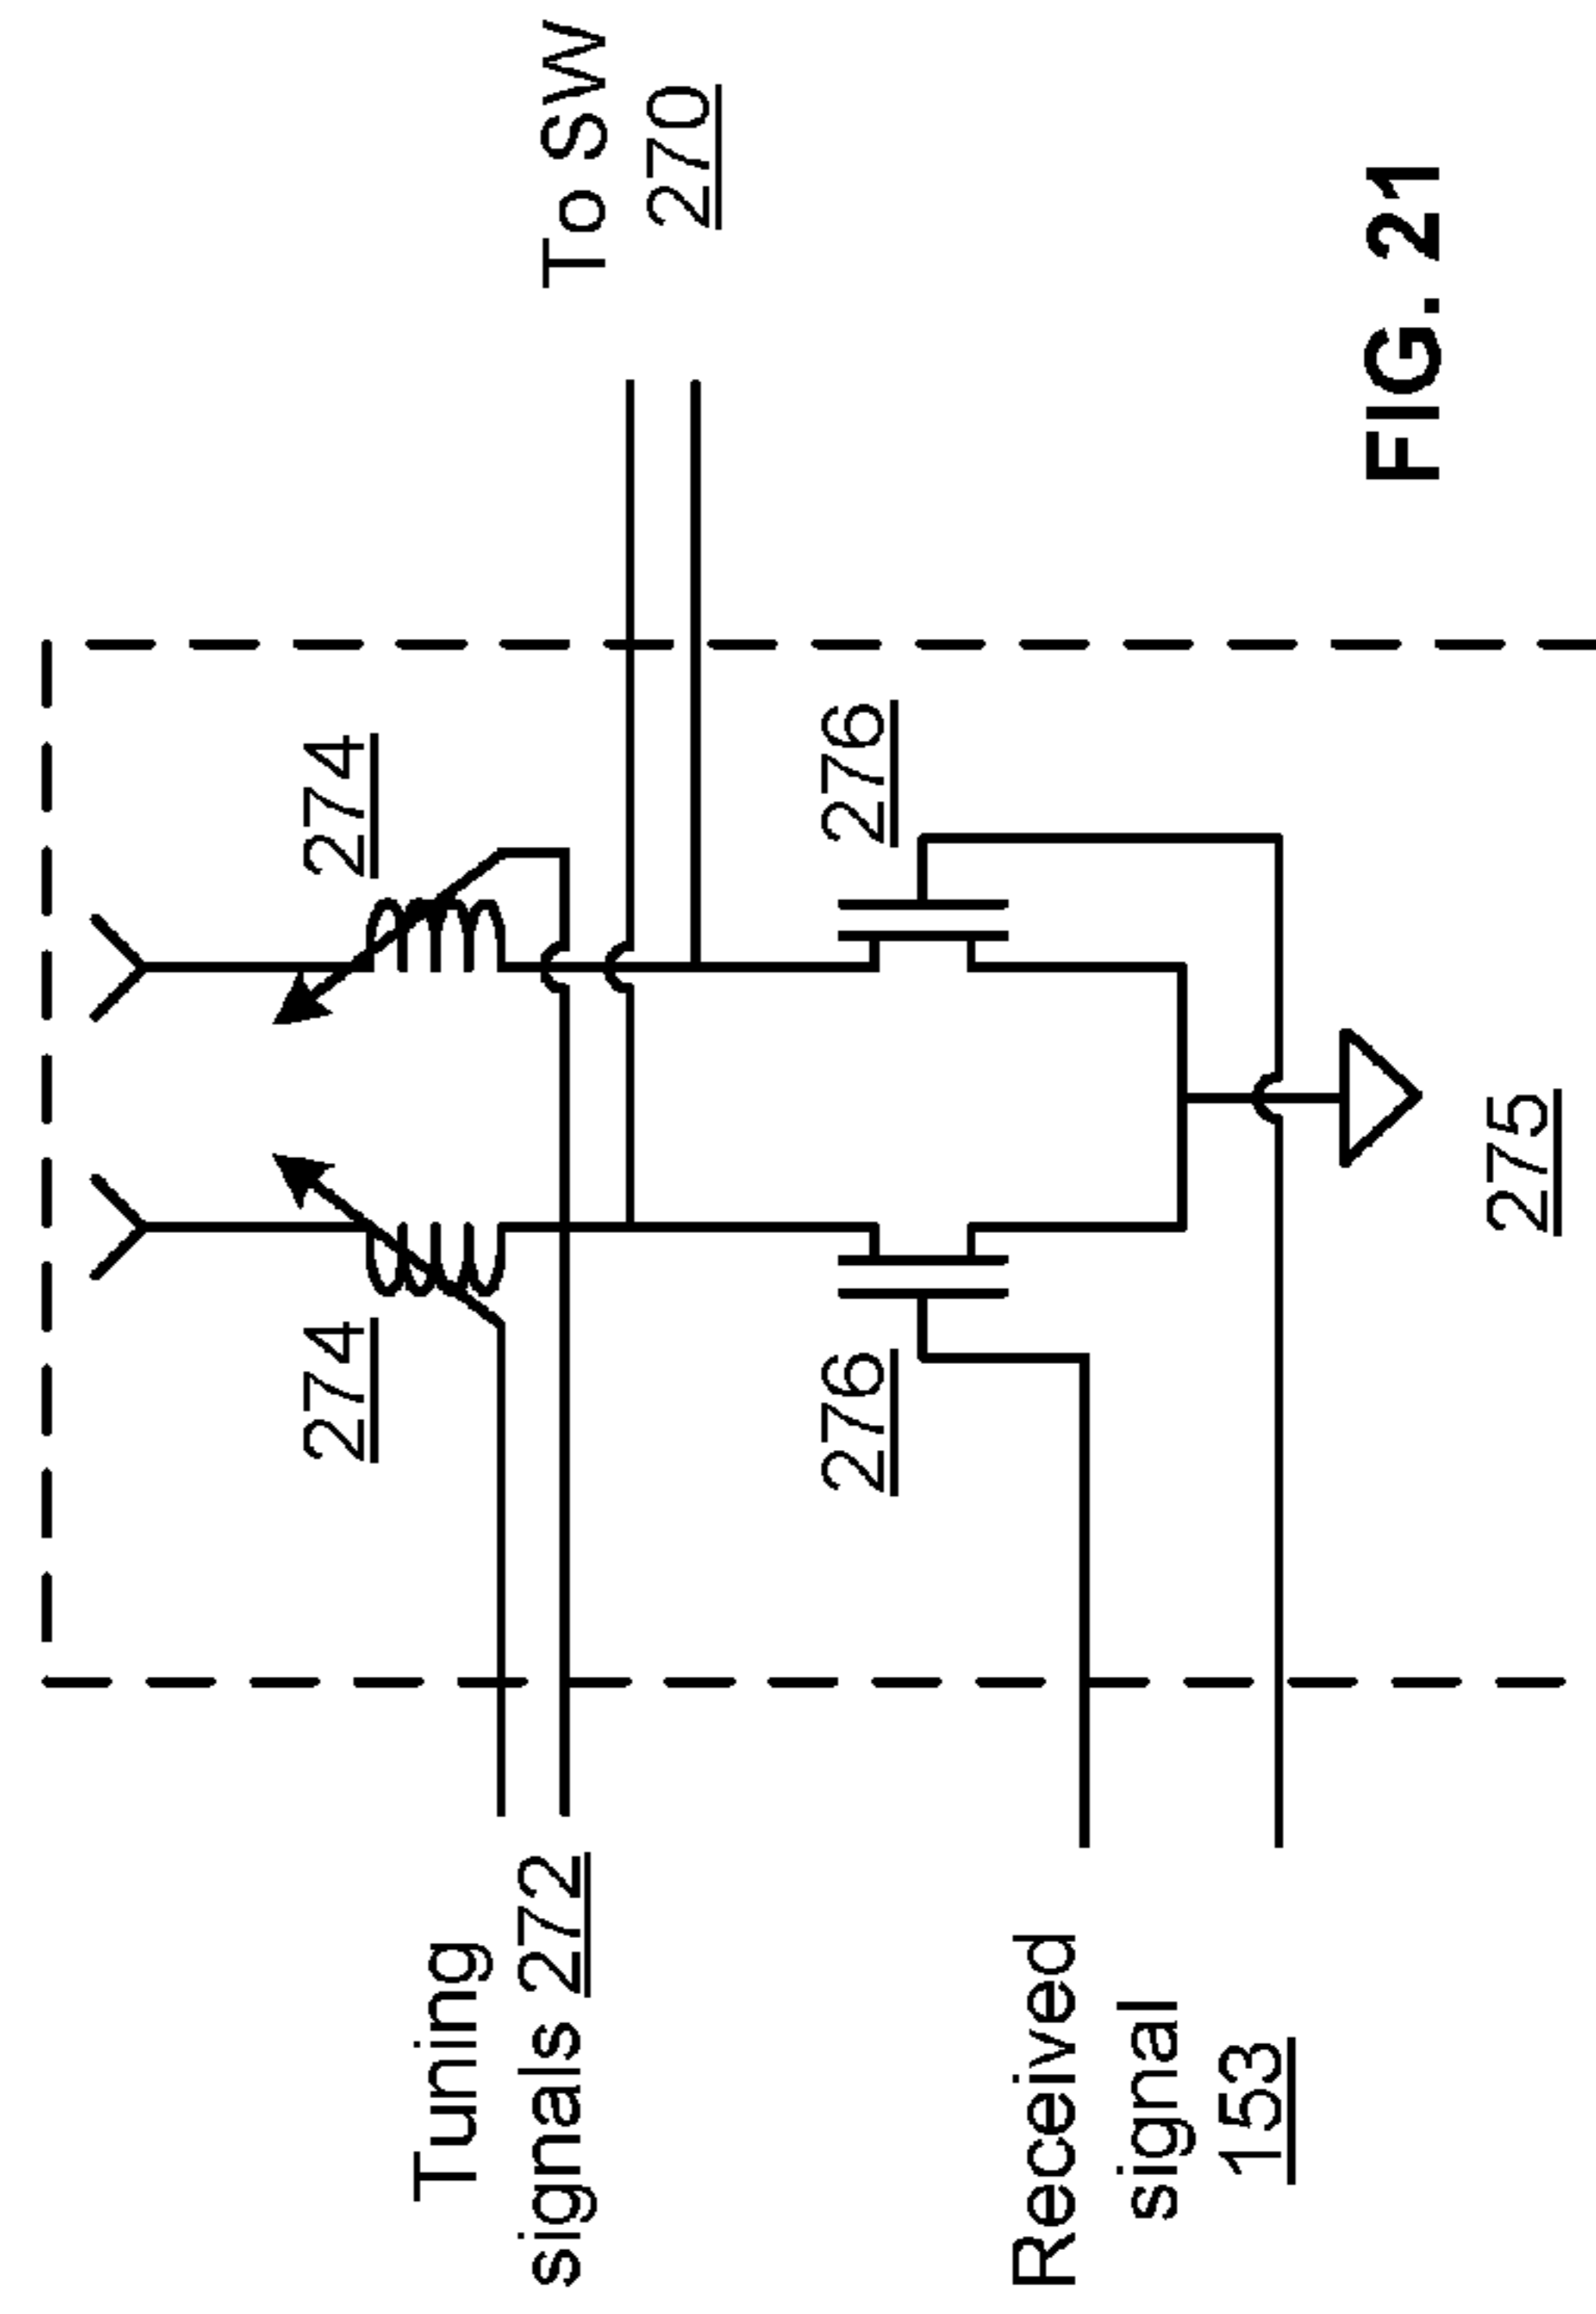 To SW
270
274
274
Tuning
signals 272
276
276
Received
signal
153
275
FIG. 21